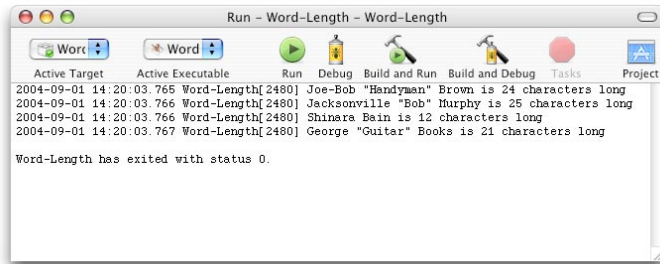 Run – Word-Length – Word-Length
Word Word
Active Target Active Executable Run Debug Build and Run Build and Debug Tasks Project
2004-09-01 14:20:03.765 Word-Length[2480] Joe-Bob "Handyman" Brown is 24 characters long
2004-09-01 14:20:03.766 Word-Length[2480] Jacksonville "Bob" Murphy is 25 characters long
2004-09-01 14:20:03.766 Word-Length[2480] Shinara Bain is 12 characters long
2004-09-01 14:20:03.767 Word-Length[2480] George "Guitar" Books is 21 characters long
Word-Length has exited with status 0.